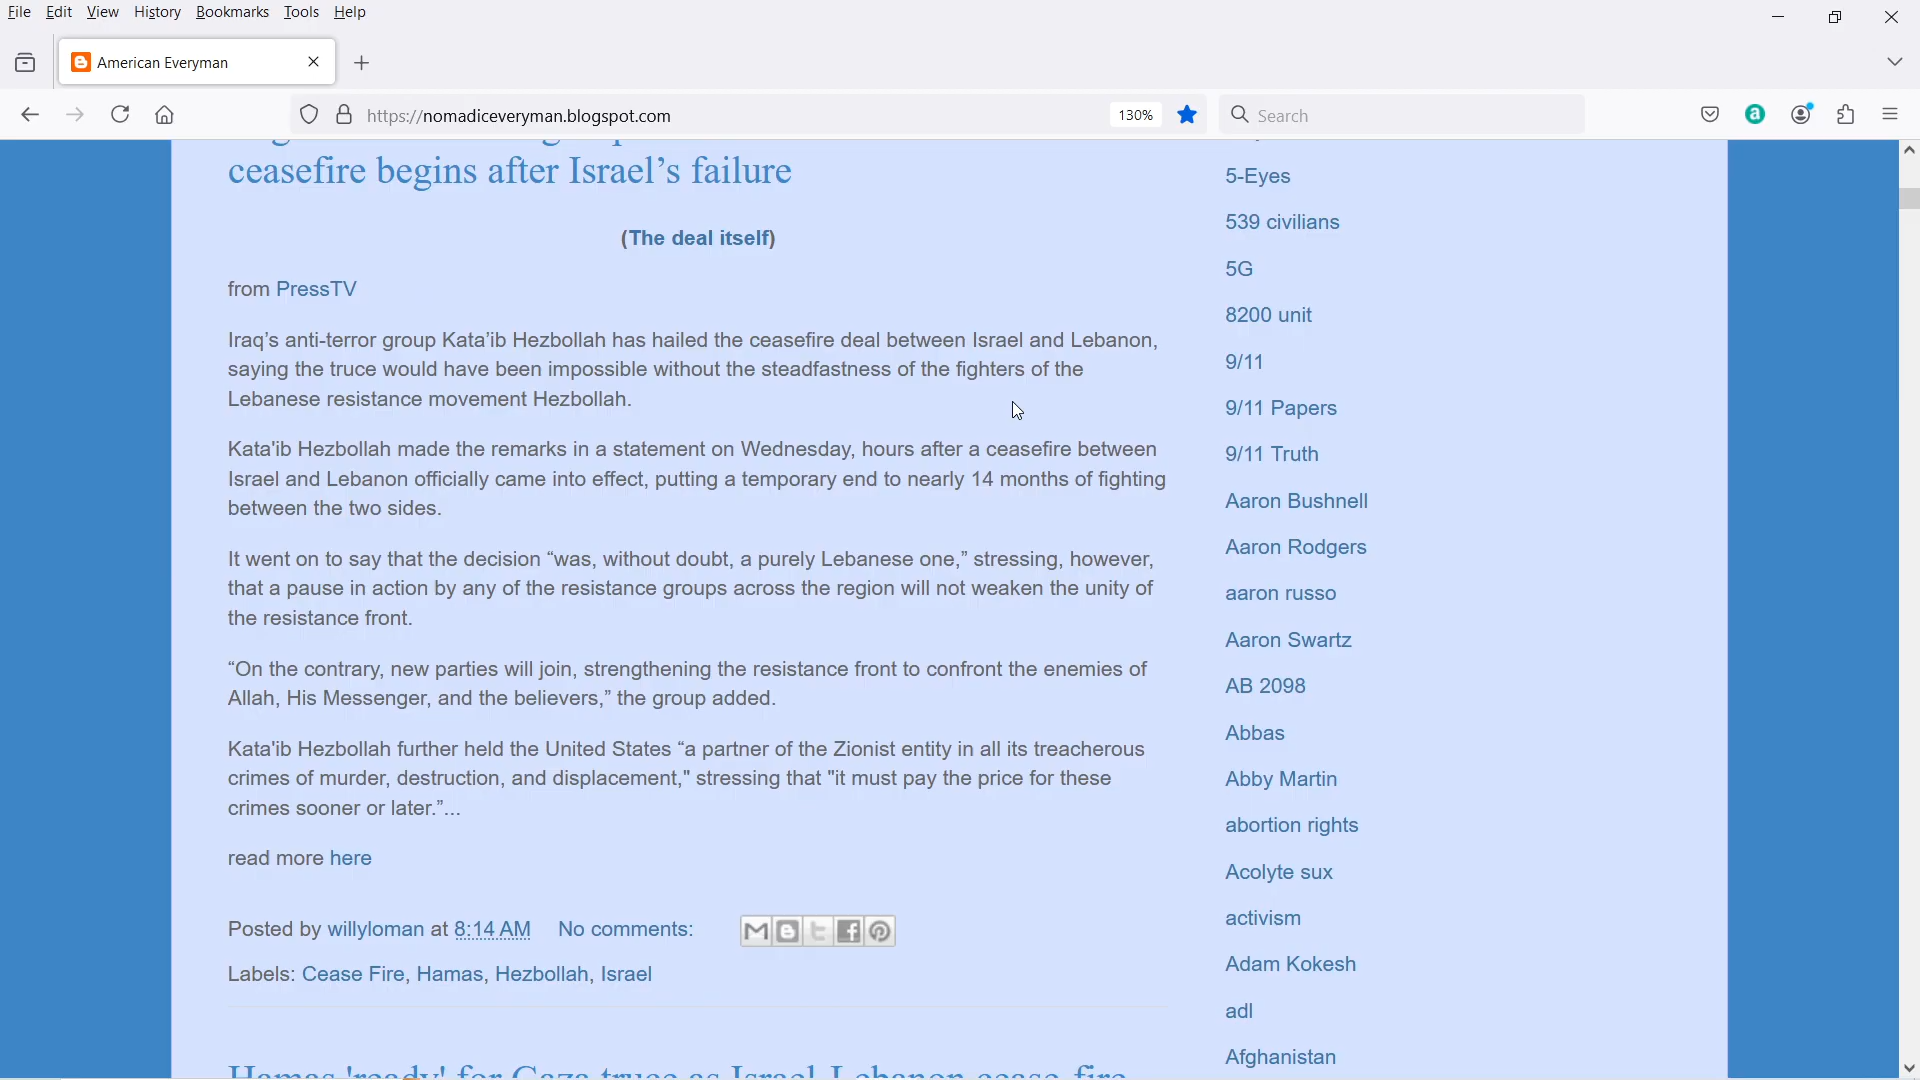 File Edit View History Bookmarks Tools Help
American Everyman
https://nomadiceveryman.blogspot.com
130%
Search
ceasefire begins after Israel’s failure
(The deal itself)
from PressTV
Iraq’s anti-terror group Kata’ib Hezbollah has hailed the ceasefire deal between Israel and Lebanon,
saying the truce would have been impossible without the steadfastness of the fighters of the
Lebanese resistance movement Hezbollah.
Kata'ib Hezbollah made the remarks in a statement on Wednesday, hours after a ceasefire between
Israel and Lebanon officially came into effect, putting a temporary end to nearly 14 months of fighting
between the two sides.
It went on to say that the decision “was, without doubt, a purely Lebanese one,” stressing, however,
that a pause in action by any of the resistance groups across the region will not weaken the unity of
the resistance front.
“On the contrary, new parties will join, strengthening the resistance front to confront the enemies of
Allah, His Messenger, and the believers,” the group added.
Kata'ib Hezbollah further held the United States “a partner of the Zionist entity in all its treacherous
crimes of murder, destruction, and displacement," stressing that "it must pay the price for these
crimes sooner or later.”...
read more here
Posted by willyloman at 8:14 AM No comments:
Labels: Cease Fire, Hamas, Hezbollah, Israel
Hamas 'ready' for Gaza truce as Israel-Lebanon cease-fire
5-Eyes
539 civilians
5G
8200 unit
9/11
9/11 Papers
9/11 Truth
Aaron Bushnell
Aaron Rodgers
aaron russo
Aaron Swartz
AB 2098
Abbas
Abby Martin
abortion rights
Acolyte sux
activism
Adam Kokesh
adl
Afghanistan